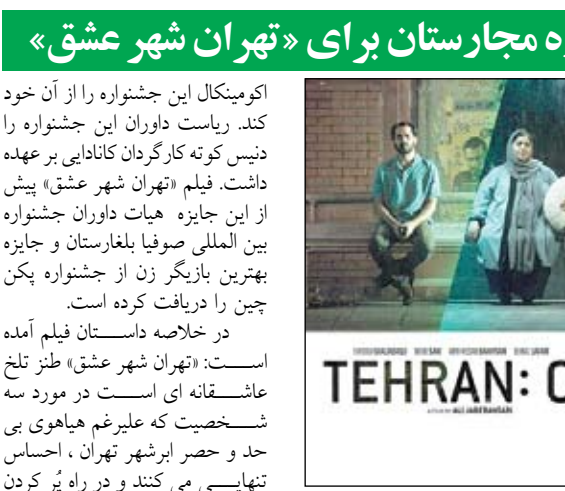 مجارستان برای «تهران شهر عشق»
اکومینکال این جشنواره را از آن خود
کند. ریاست داوران این جشنواره را
دنیس کوته کارگردان کانادایی بر عهده
داشت. فیلم «تهران شهر عشق» پیش
از این جایزه هیات داوران جشنواره
بین المللی صوفیا بلغارستان و جایزه
بهترین بازیگر زن از جشنواره پکن
چین را دریافت کرده است.
در خلاصه داستان فیلم آمده
است: «تهران شهر عشق» طنز تلخ
عاشقانه ای است در مورد سه
شخصیت که علیرغم هیاهوی بی
حد و حصر ابرشهر تهران ، احساس
تنهایی می کنند و در راه پُر کردن
TEHRAN:
ALI JABERANSARI